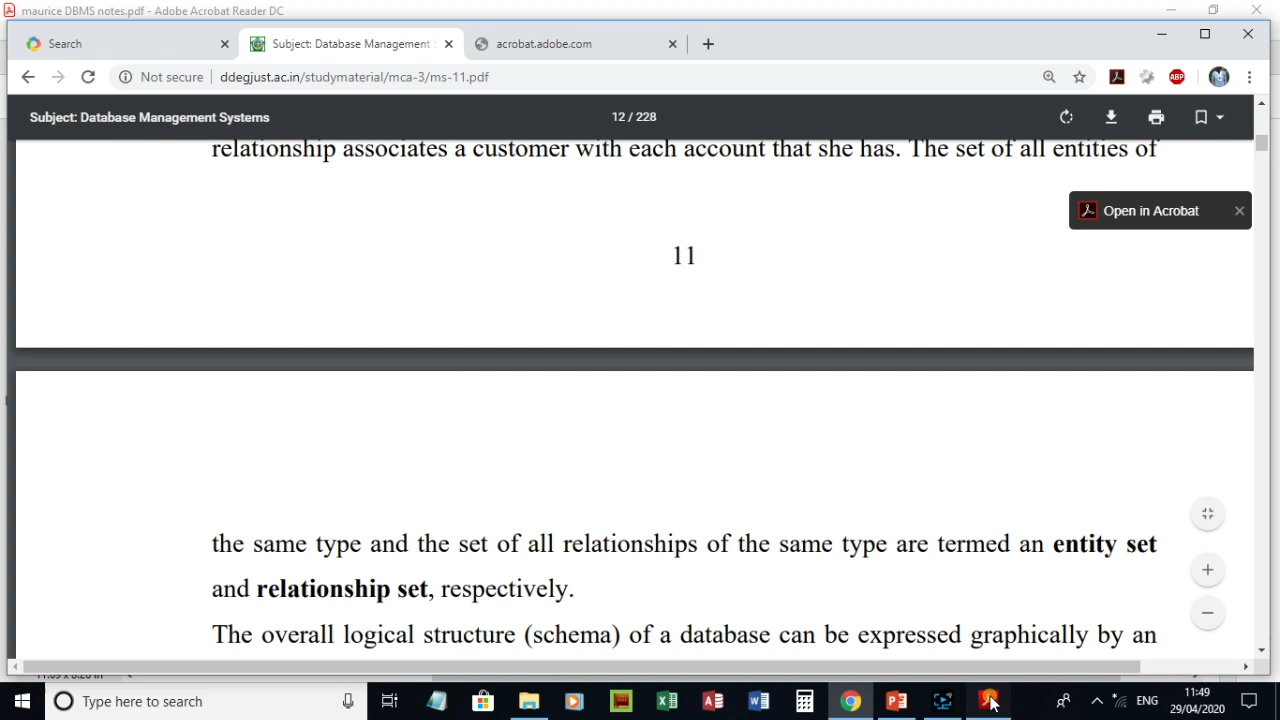 maurice DBMS notes.pdf - Adobe Acrobat Reader DC
Search
Subject: Database Management S
acrobat.adobe.com
Not secure
ddegjust.ac.in/studymaterial/mca-3/ms-11.pdf
ABP
Subject: Database Management Systems
12 / 228
relationship associates a customer with each account that she has. The set of all entities of
Open in Acrobat
11
the same type and the set of all relationships of the same type are termed an entity set
and relationship set, respectively.
The overall logical structure (schema) of a database can be expressed graphically by an
Type here to search
ENG
11:49
29/04/2020